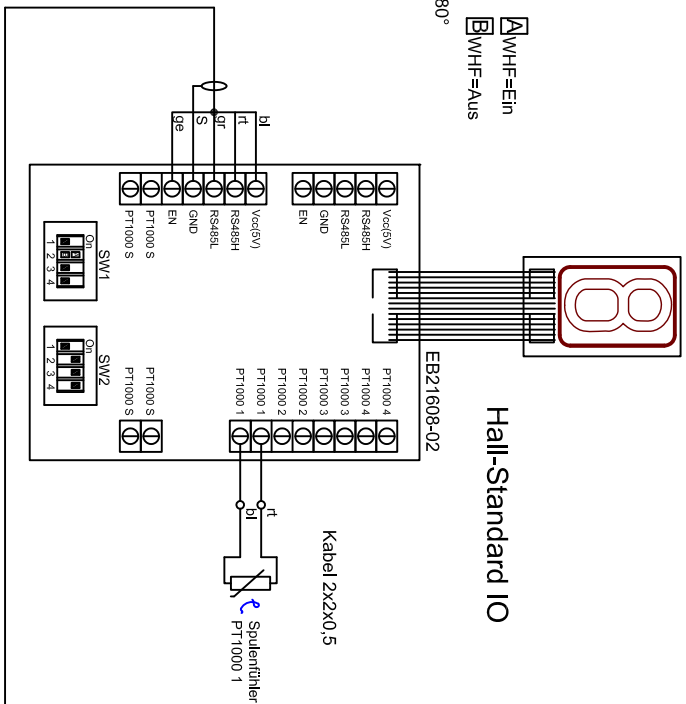 Hall-Standard IO
80°
A WHF=Ein
B WHF=Aus
EB21608-02
Vcc(5V)
RS485H
RS485L
GND
EN
Vcc(5V)
RS485H
RS485L
GND
EN
PT1000 S
PT1000 S
bl
rt
gr
S
ge
PT1000 4
PT1000 4
PT1000 3
PT1000 3
PT1000 2
PT1000 2
PT1000 1
PT1000 1
PT1000 S
PT1000 S
SW1
On
1 2 3 4
A
B
SW2
On
1 2 3 4
rt
bl
Kabel 2x2x0,5
Spulenfühler
PT1000 1